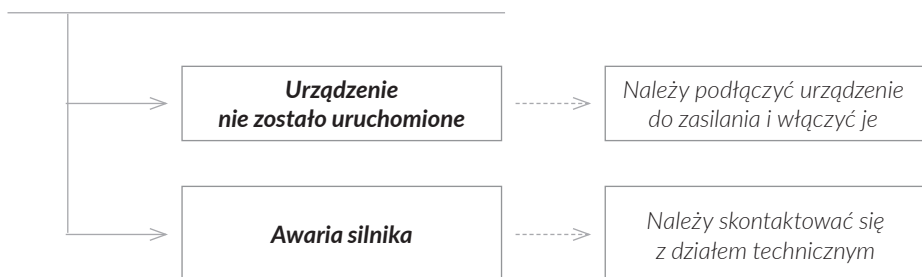 Urządzenie
nie zostało uruchomione
Należy podłączyć urządzenie
do zasilania i włączyć je
Awaria silnika
Należy skontaktować się
z działem technicznym